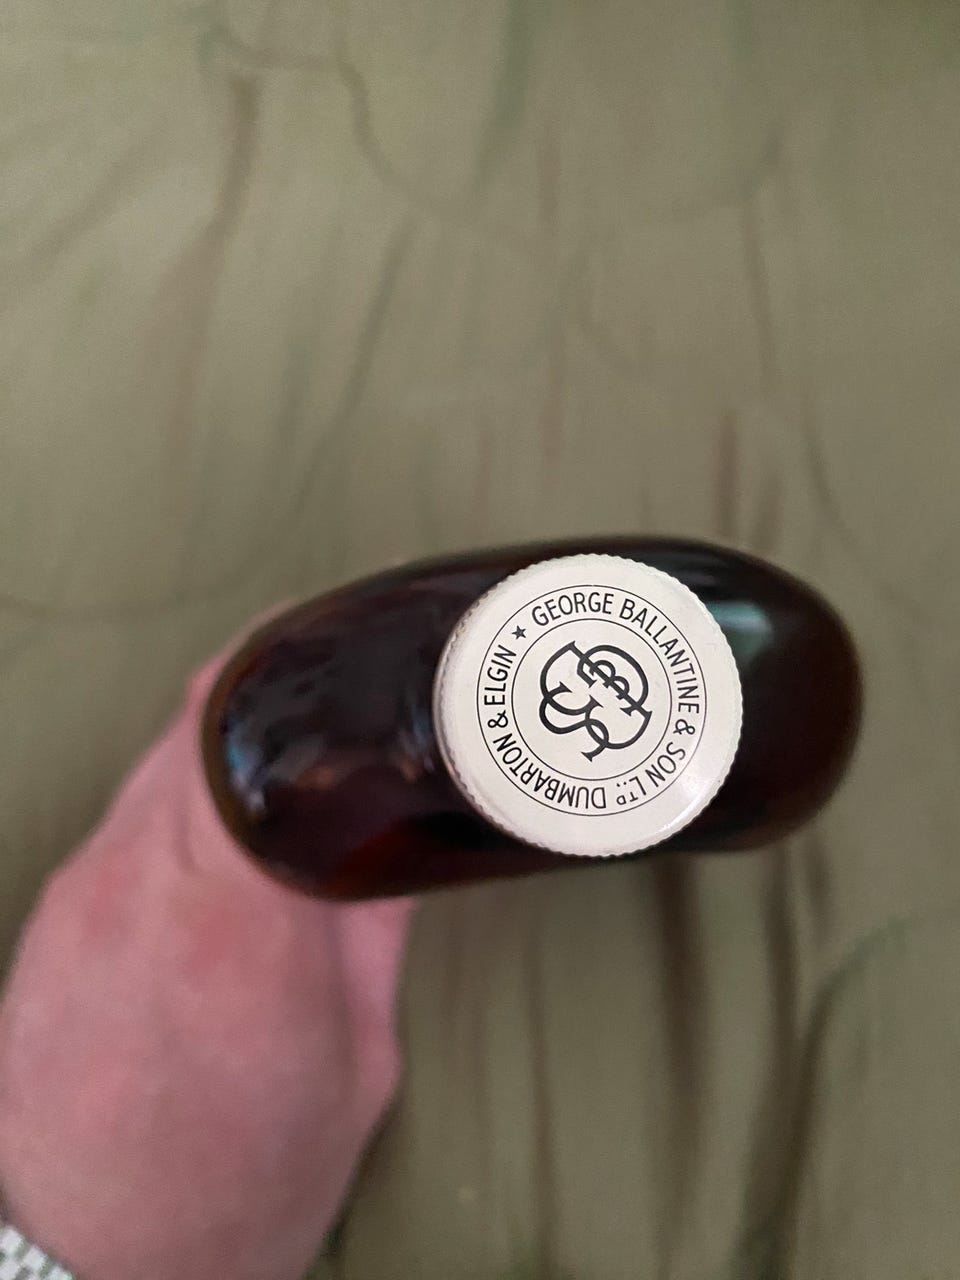 GEORGE BALLANTINE & SON LTD. DUMBARTON & ELGIN ★